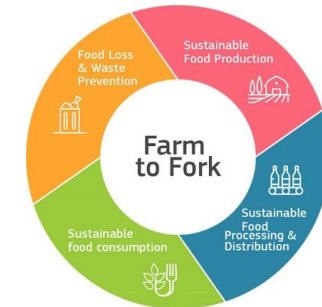 Food Loss
& Waste
Prevention
Sustainable
Food Production
Farm
to Fork
Sustainable
food consumption
Sustainable
Food
Processing &
Distribution